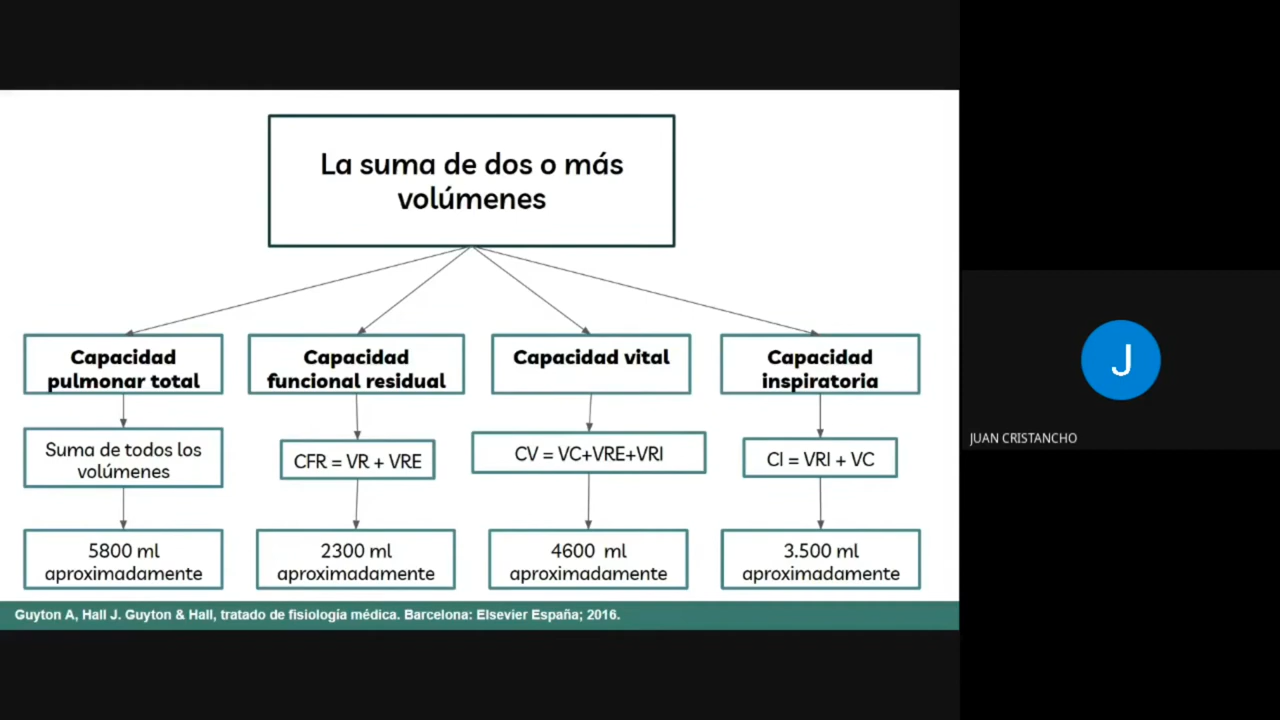 La suma de dos o más
volúmenes
Capacidad
pulmonar total
Capacidad
funcional residual
Capacidad vital
Capacidad
inspiratoria
Suma de todos los
volúmenes
CFR = VR + VRE
CV = VC+VRE+VRI
CI = VRI + VC
5800 ml
aproximadamente
2300 ml
aproximadamente
4600 ml
aproximadamente
3.500 ml
aproximadamente
Guyton A, Hall J. Guyton & Hall, tratado de fisiología médica. Barcelona: Elsevier España; 2016.
J
JUAN CRISTANCHO